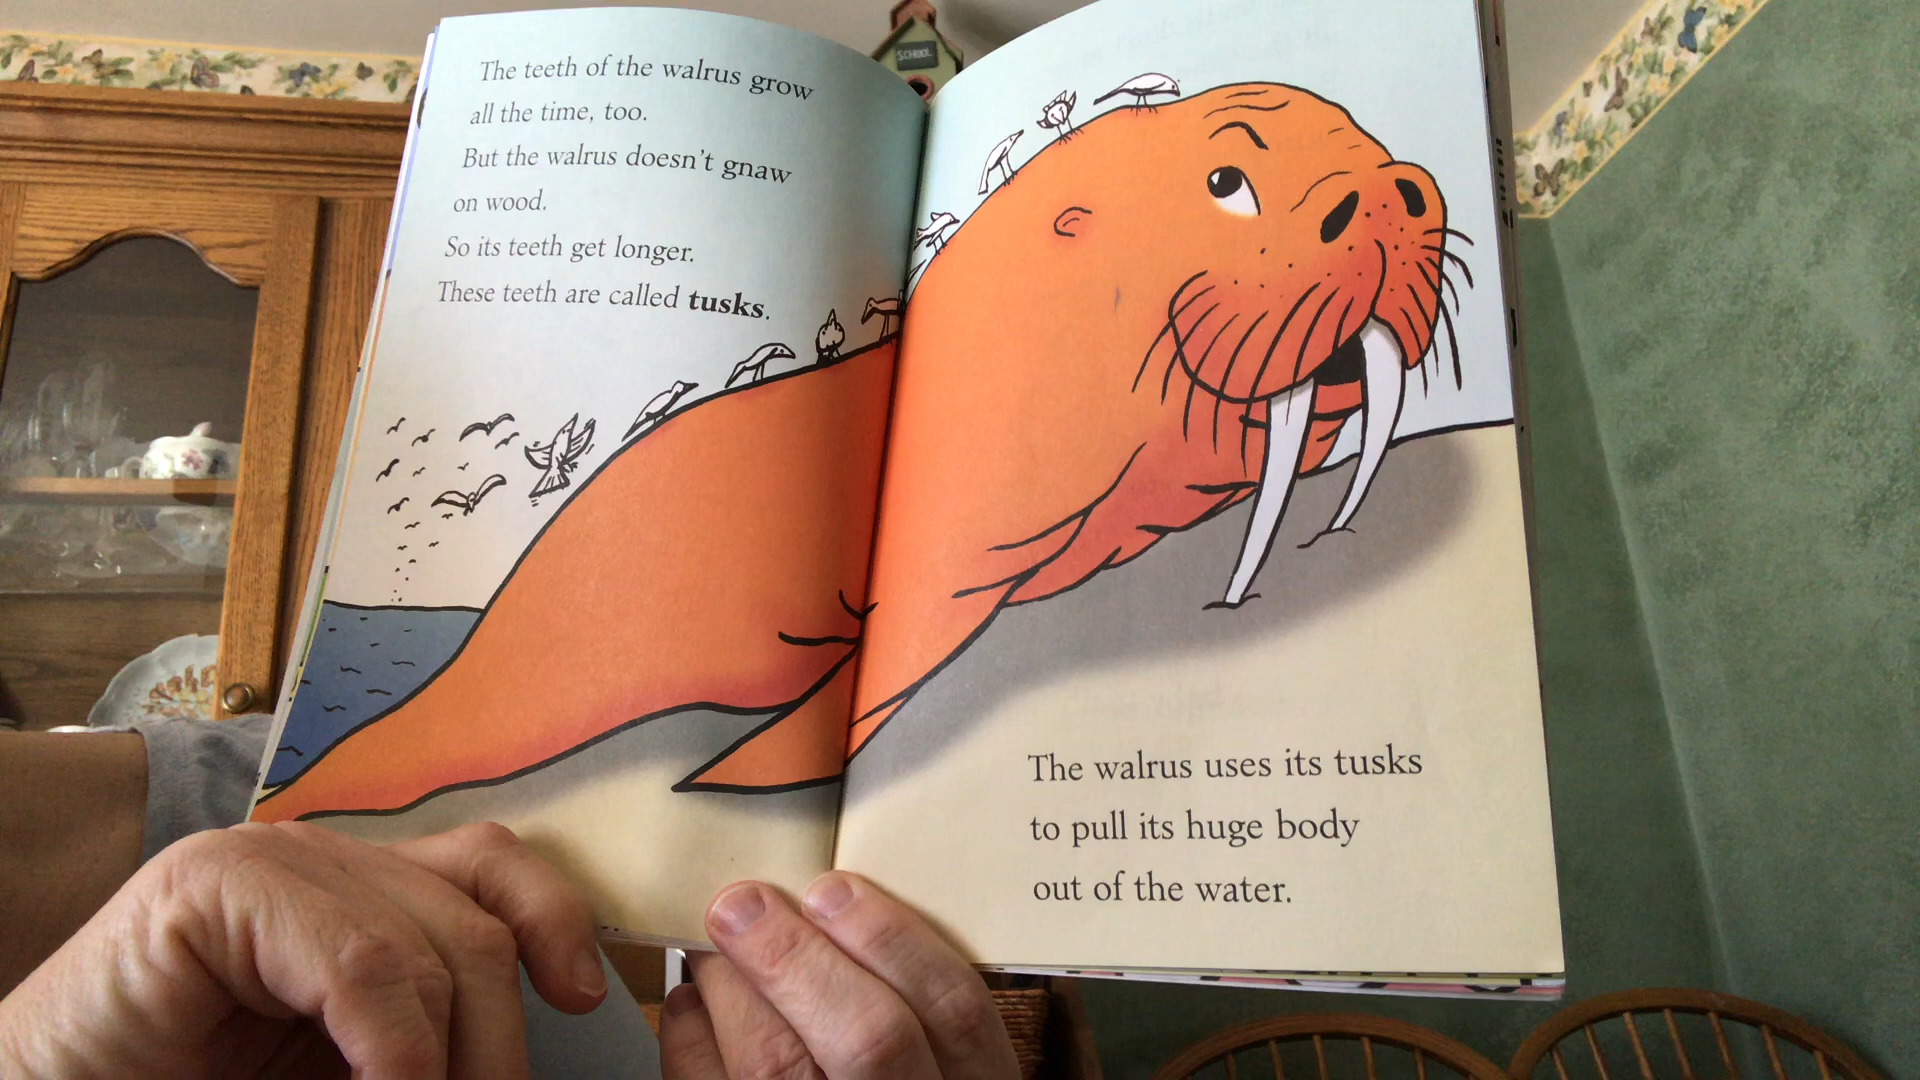 SCHOOL
The teeth of the walrus grow
all the time, too.
But the walrus doesn't gnaw
on wood.
So its teeth get longer.
These teeth are called tusks.
The walrus uses its tusks
to pull its huge body
out of the water.